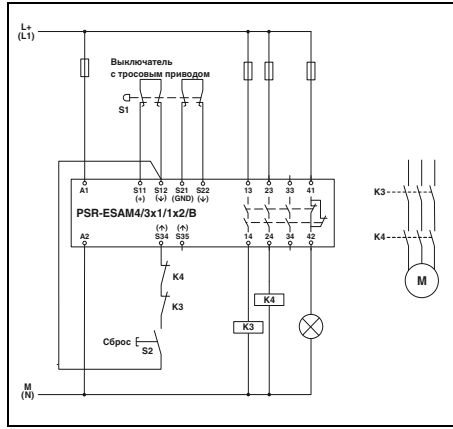 L+
(L1)
Выключатель
с тросовым приводом
S1
A1 S11 S12 S21 S22 13 23 33 41
(+) (↓) (GND) (↓)
PSR-ESAM4/3x1/1x2/B
(↑) (↑)
A2 S34 S35 14 24 34 42
K3
K4
M
K4
K3
Сброс
S2
K4
K3
M
(N)